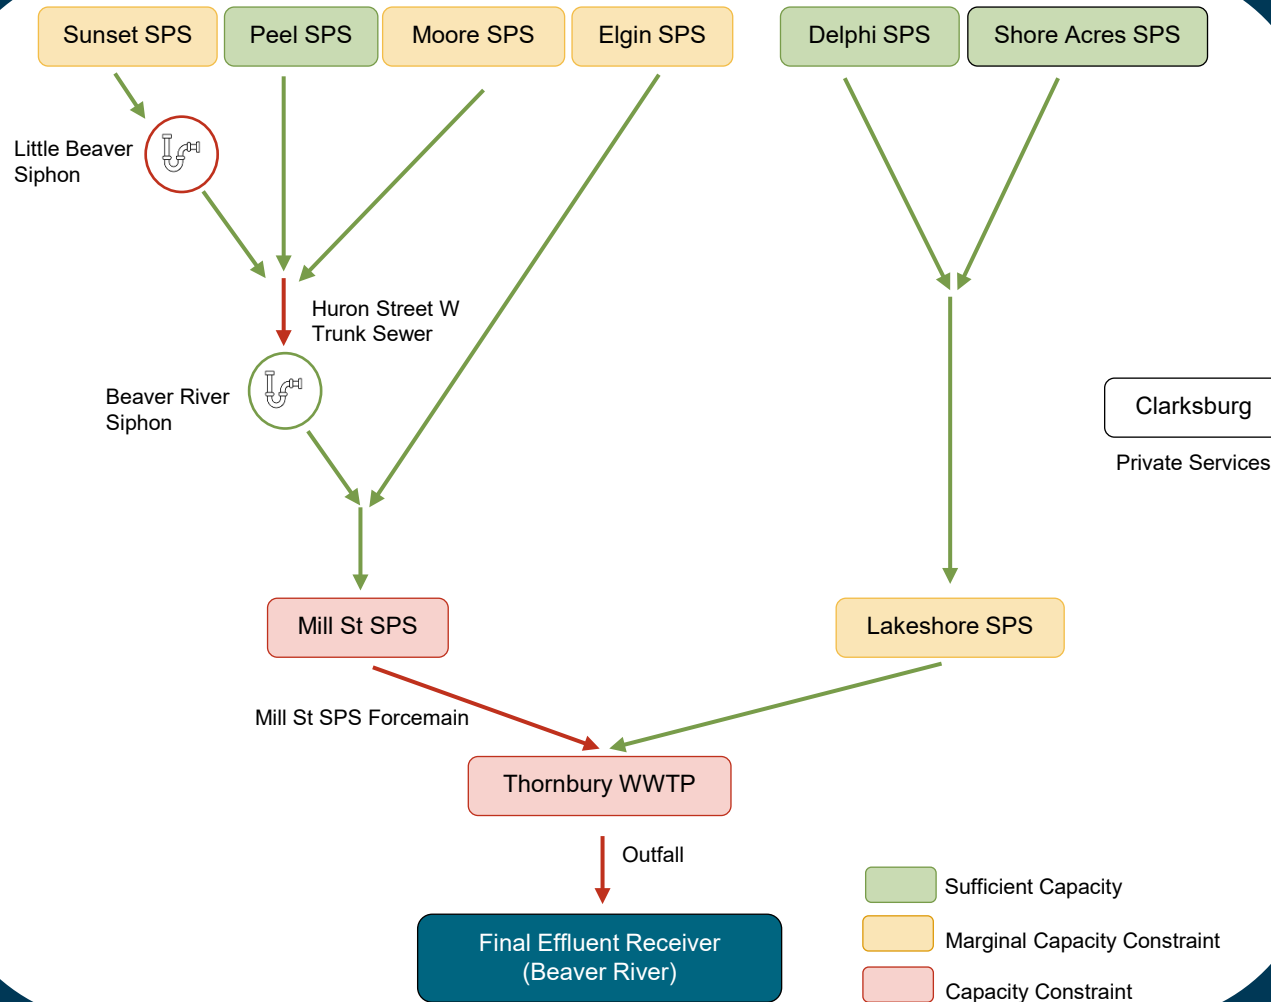 Sunset SPS
Peel SPS
Moore SPS
Elgin SPS
Delphi SPS
Shore Acres SPS
Little Beaver
Siphon
Huron Street W
Trunk Sewer
Beaver River
Siphon
Clarksburg
Private Services
Mill St SPS
Lakeshore SPS
Mill St SPS Forcemain
Thornbury WWTP
Outfall
Final Effluent Receiver
(Beaver River)
Sufficient Capacity
Marginal Capacity Constraint
Capacity Constraint